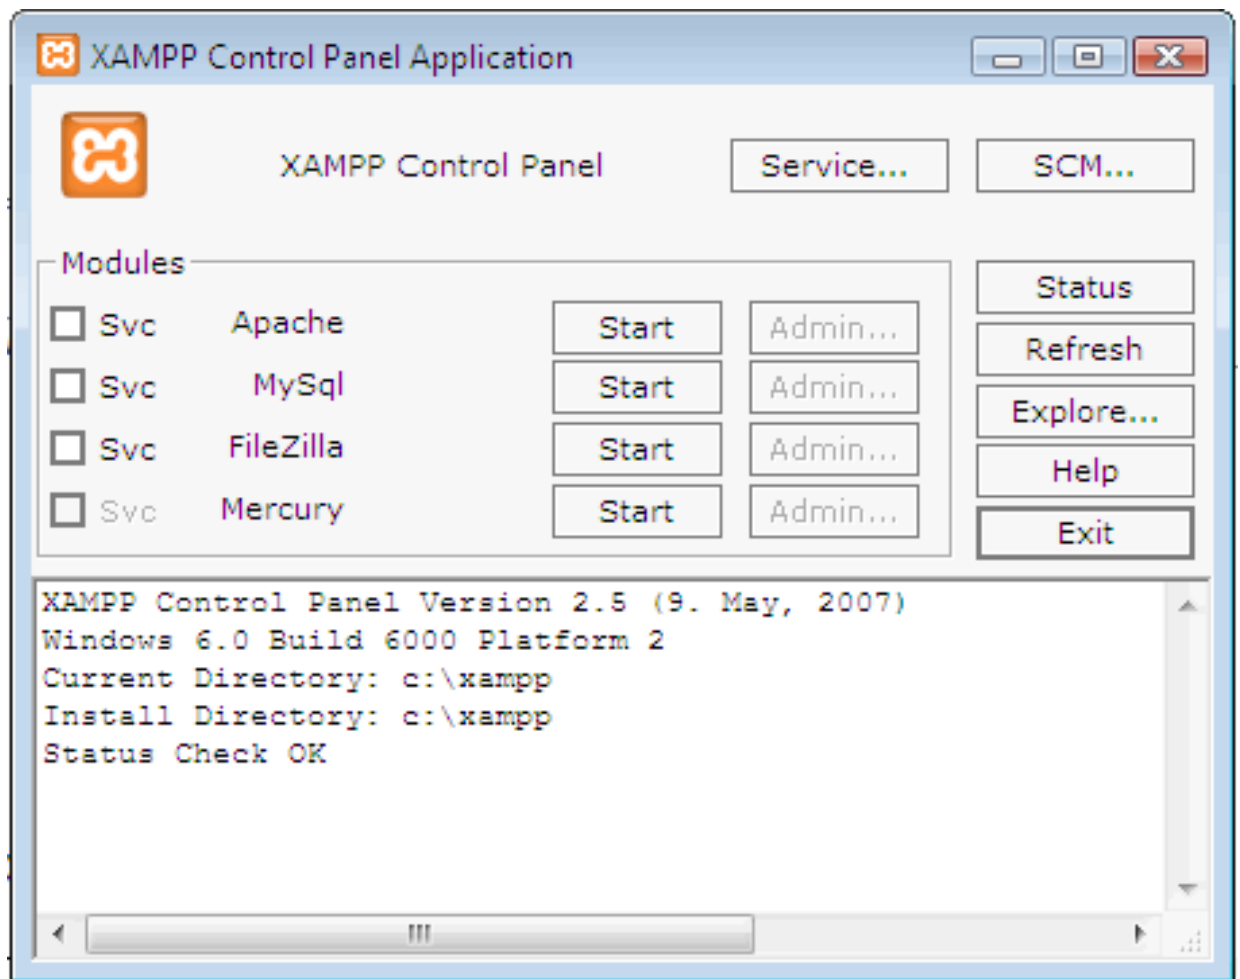 XAMPP Control Panel Application
XAMPP Control Panel Service... SCM...
Modules
Svc Apache Start Admin...
Svc MySql Start Admin...
Svc FileZilla Start Admin...
Svc Mercury Start Admin...
Status
Refresh
Explore...
Help
Exit
XAMPP Control Panel Version 2.5 (9. May, 2007)
Windows 6.0 Build 6000 Platform 2
Current Directory: c:\xampp
Install Directory: c:\xampp
Status Check OK